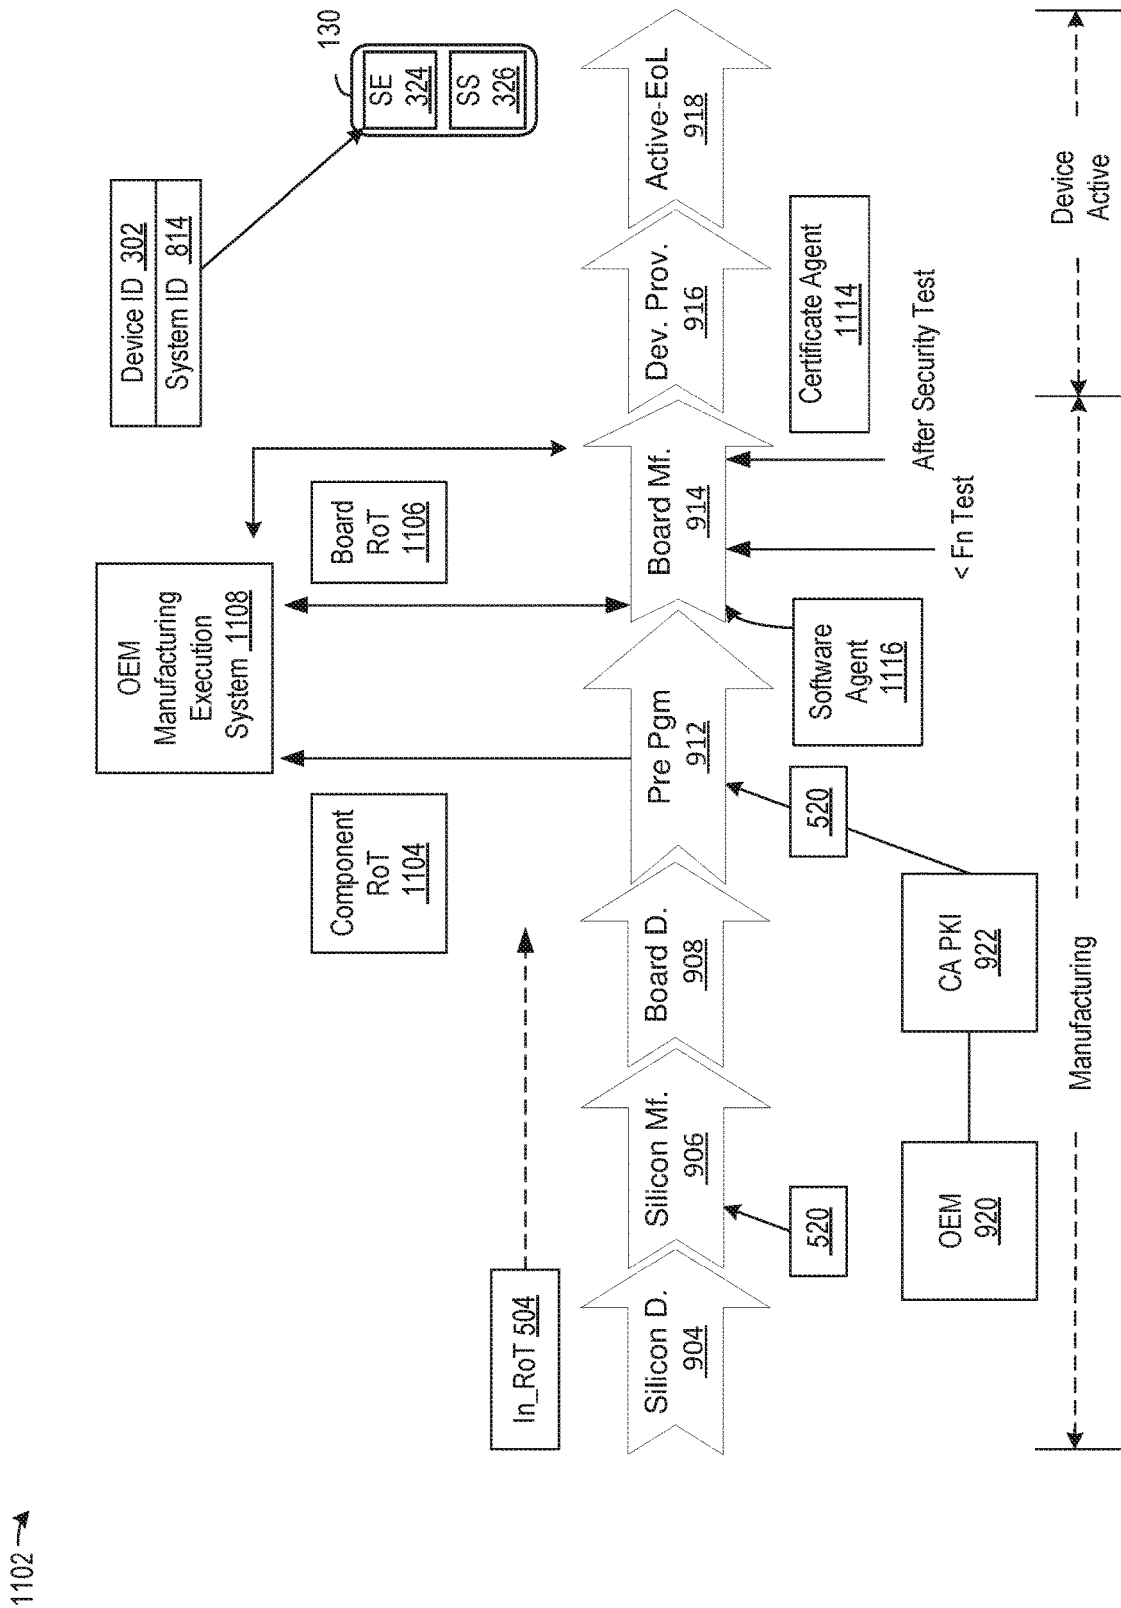 1102
Device ID 302
System ID 814
130
SE
324
SS
326
OEM
Manufacturing
Execution
System 1108
Component
RoT
1104
Board
RoT
1106
In_RoT 504
Silicon D.
904
Silicon Mf.
906
Board D.
908
Pre Pgm
912
Board Mf.
914
Dev. Prov.
916
Active-EoL
918
520
520
Software
Agent
1116
Certificate Agent
1114
< Fn Test
After Security Test
OEM
920
CA PKI
922
Manufacturing
Device
Active